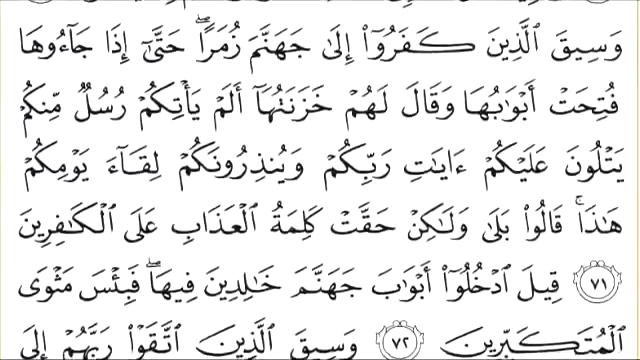 وَسِيقَ ٱلَّذِينَ كَفَرُوٓا۟ إِلَىٰ جَهَنَّمَ زُمَرًا ۖ حَتَّىٰٓ إِذَا جَآءُوهَا
فُتِحَتْ أَبْوَٰبُهَا وَقَالَ لَهُمْ خَزَنَتُهَآ أَلَمْ يَأْتِكُمْ رُسُلٌ مِّنكُمْ
يَتْلُونَ عَلَيْكُمْ ءَايَٰتِ رَبِّكُمْ وَيُنذِرُونَكُمْ لِقَآءَ يَوْمِكُمْ
هَٰذَا ۚ قَالُوا۟ بَلَىٰ وَلَٰكِنْ حَقَّتْ كَلِمَةُ ٱلْعَذَابِ عَلَى ٱلْكَٰفِرِينَ
٧١ قِيلَ ٱدْخُلُوٓا۟ أَبْوَٰبَ جَهَنَّمَ خَٰلِدِينَ فِيهَا ۖ فَبِئْسَ مَثْوَى
ٱلْمُتَكَبِّرِينَ ٧٢ وَسِيقَ ٱلَّذِينَ ٱتَّقَوْا۟ رَبَّهُمْ إِلَى